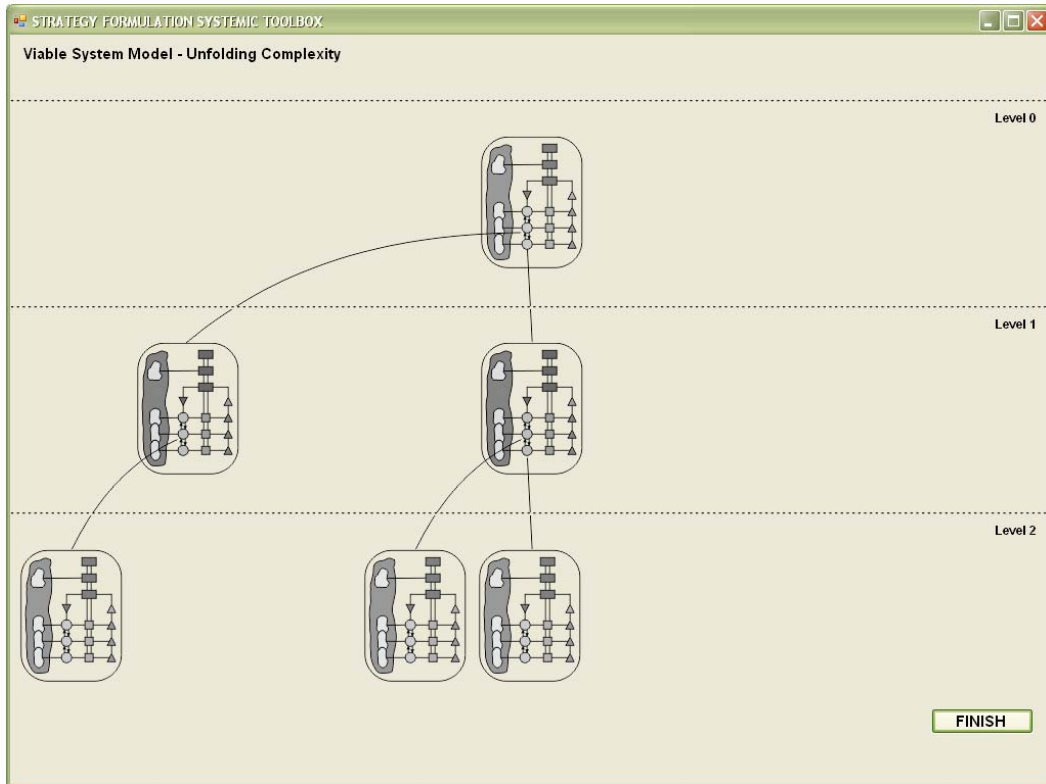 STRATEGY FORMULATION SYSTEMIC TOOLBOX
Viable System Model - Unfolding Complexity
Level 0
Level 1
Level 2
FINISH